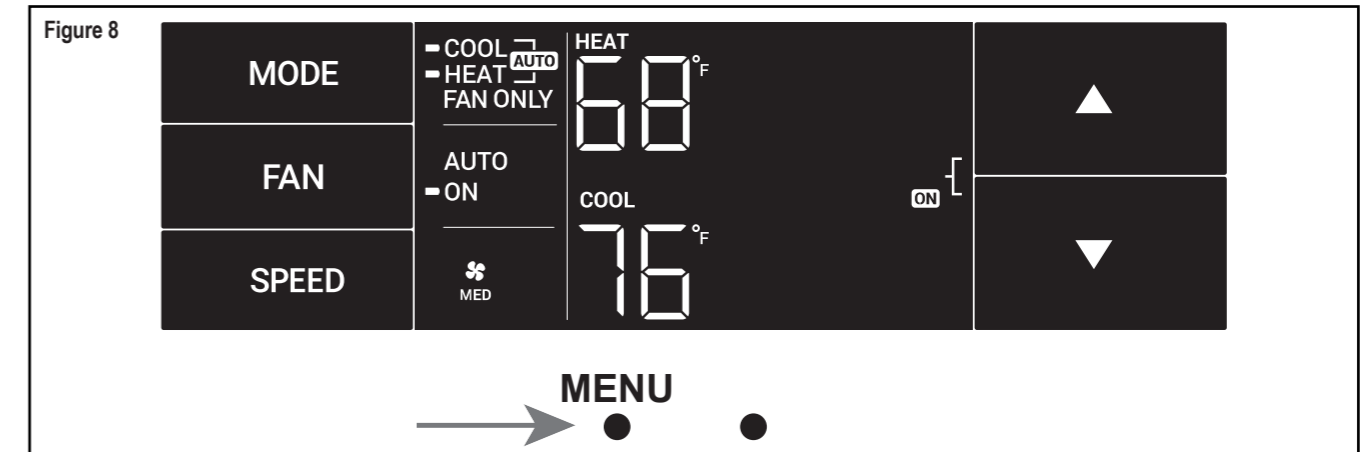 Figure 8
MODE
FAN
SPEED
COOL
AUTO
HEAT
FAN ONLY
AUTO
ON
MED
HEAT
68°F
COOL
76°F
ON
MENU